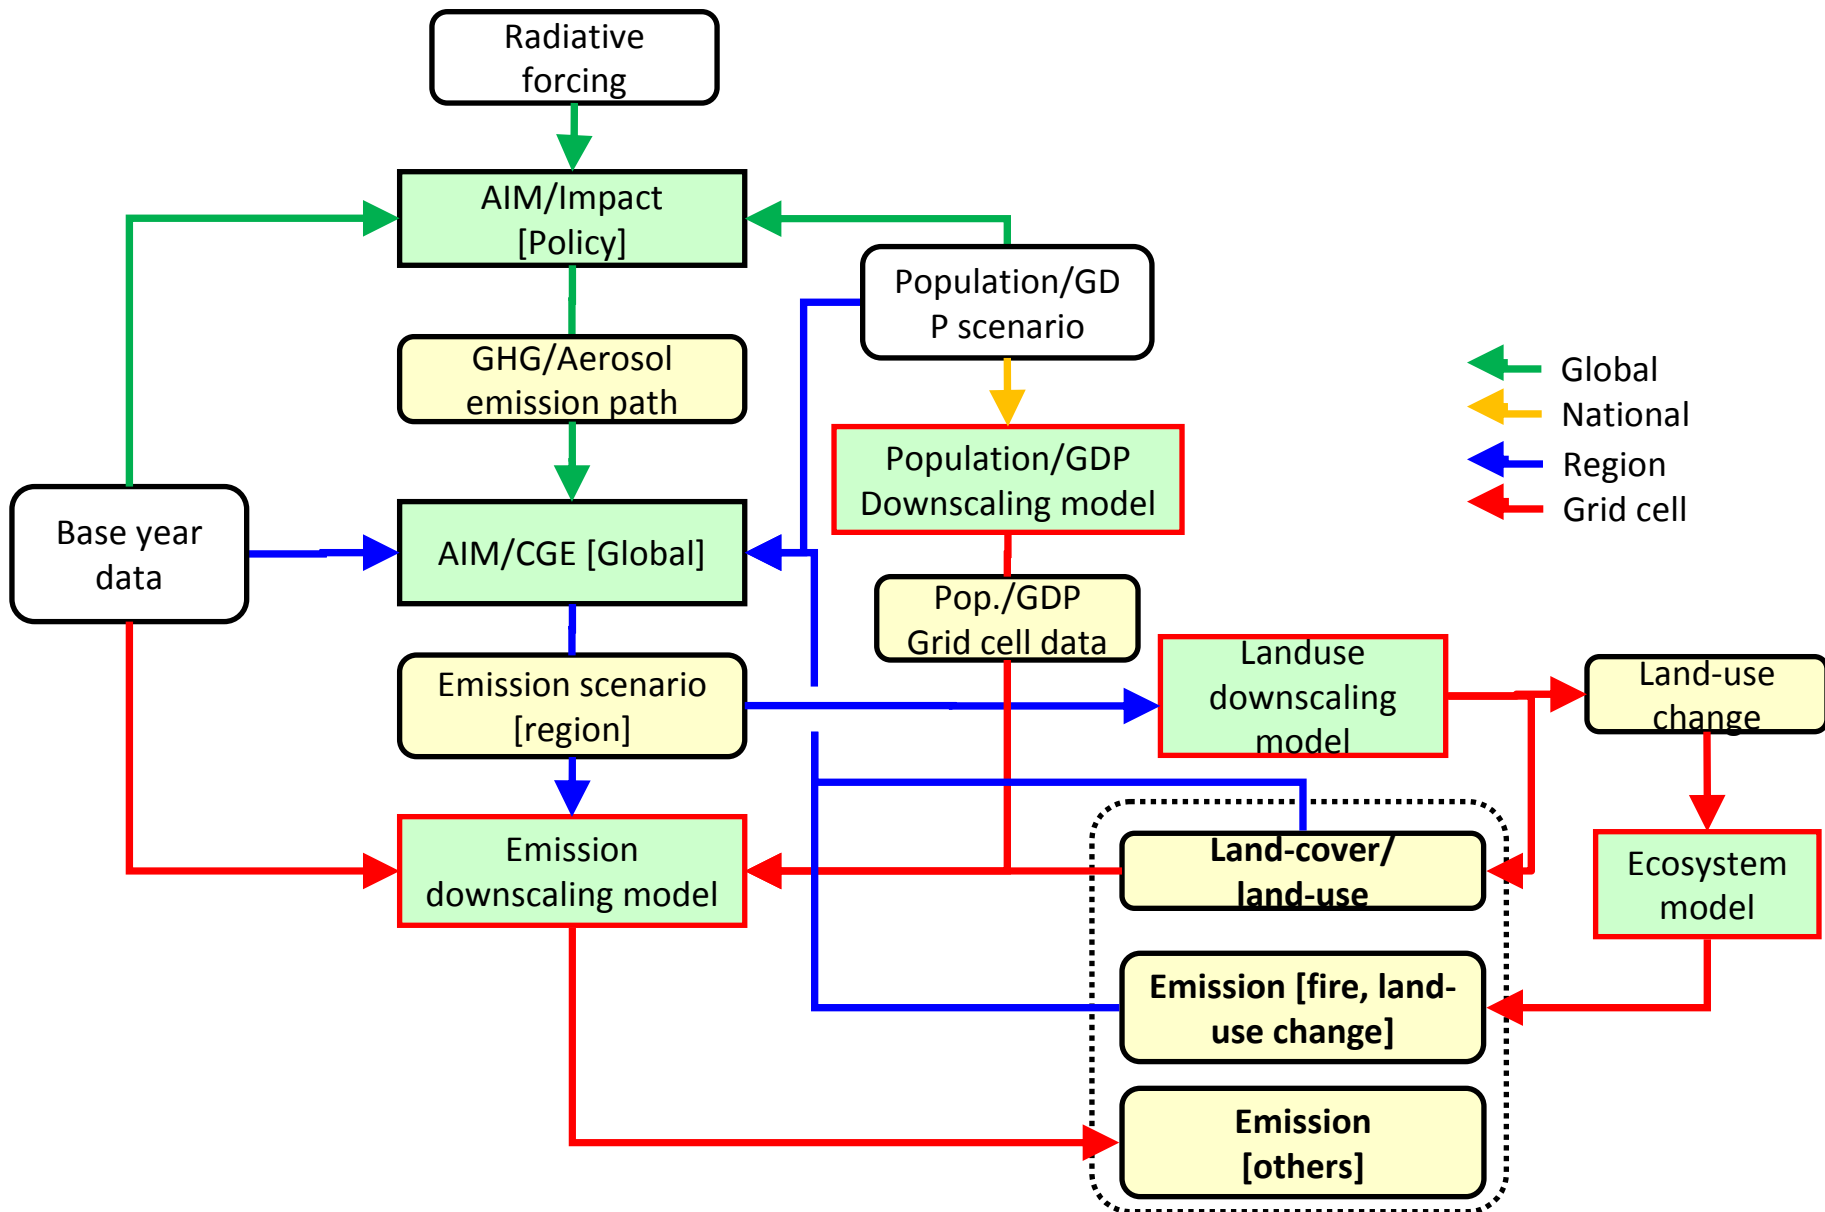 Radiative
forcing
AIM/Impact
[Policy]
Population/GD
P scenario
GHG/Aerosol
emission path
Global
National
Region
Grid cell
Population/GDP
Downscaling model
Base year
data
AIM/CGE [Global]
Pop./GDP
Grid cell data
Emission scenario
[region]
Landuse
downscaling
model
Land-use
change
Emission
downscaling model
Land-cover/
land-use
Ecosystem
model
Emission [fire, land-
use change]
Emission
[others]